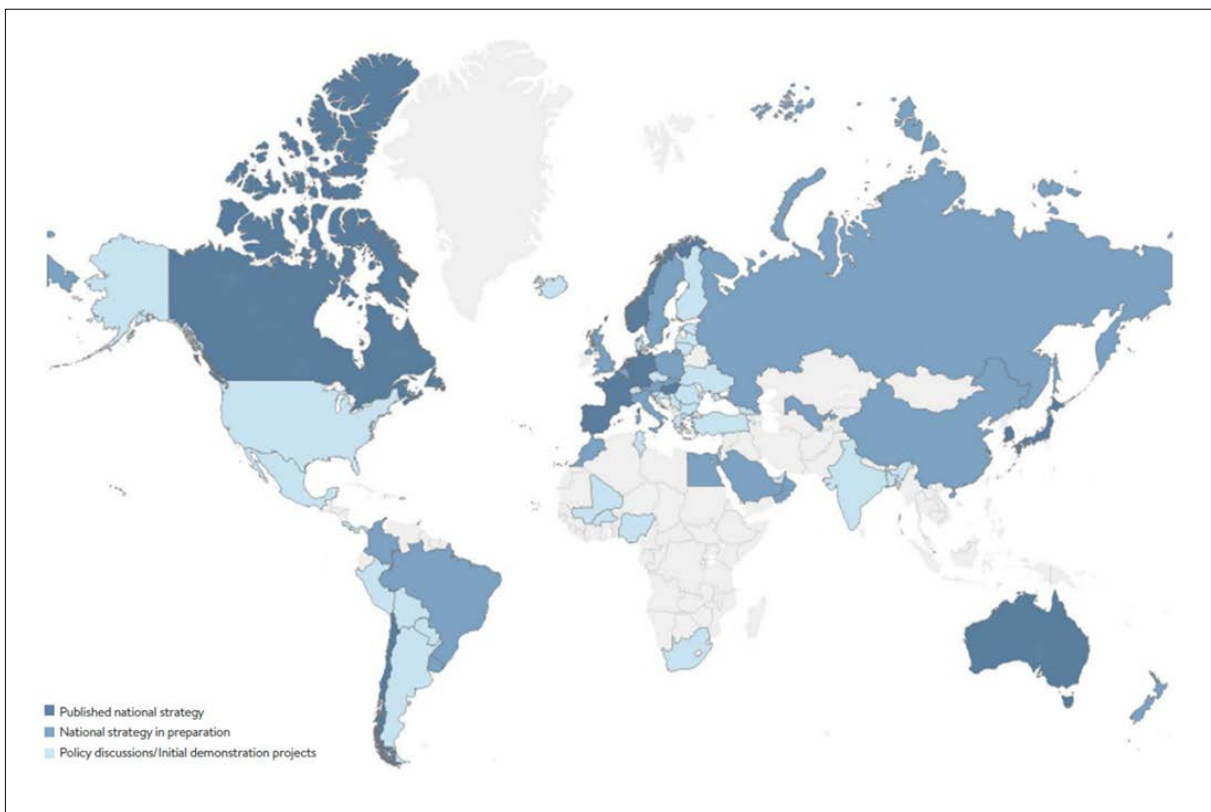 Published national strategy
National strategy in preparation
Policy discussions/Initial demonstration projects